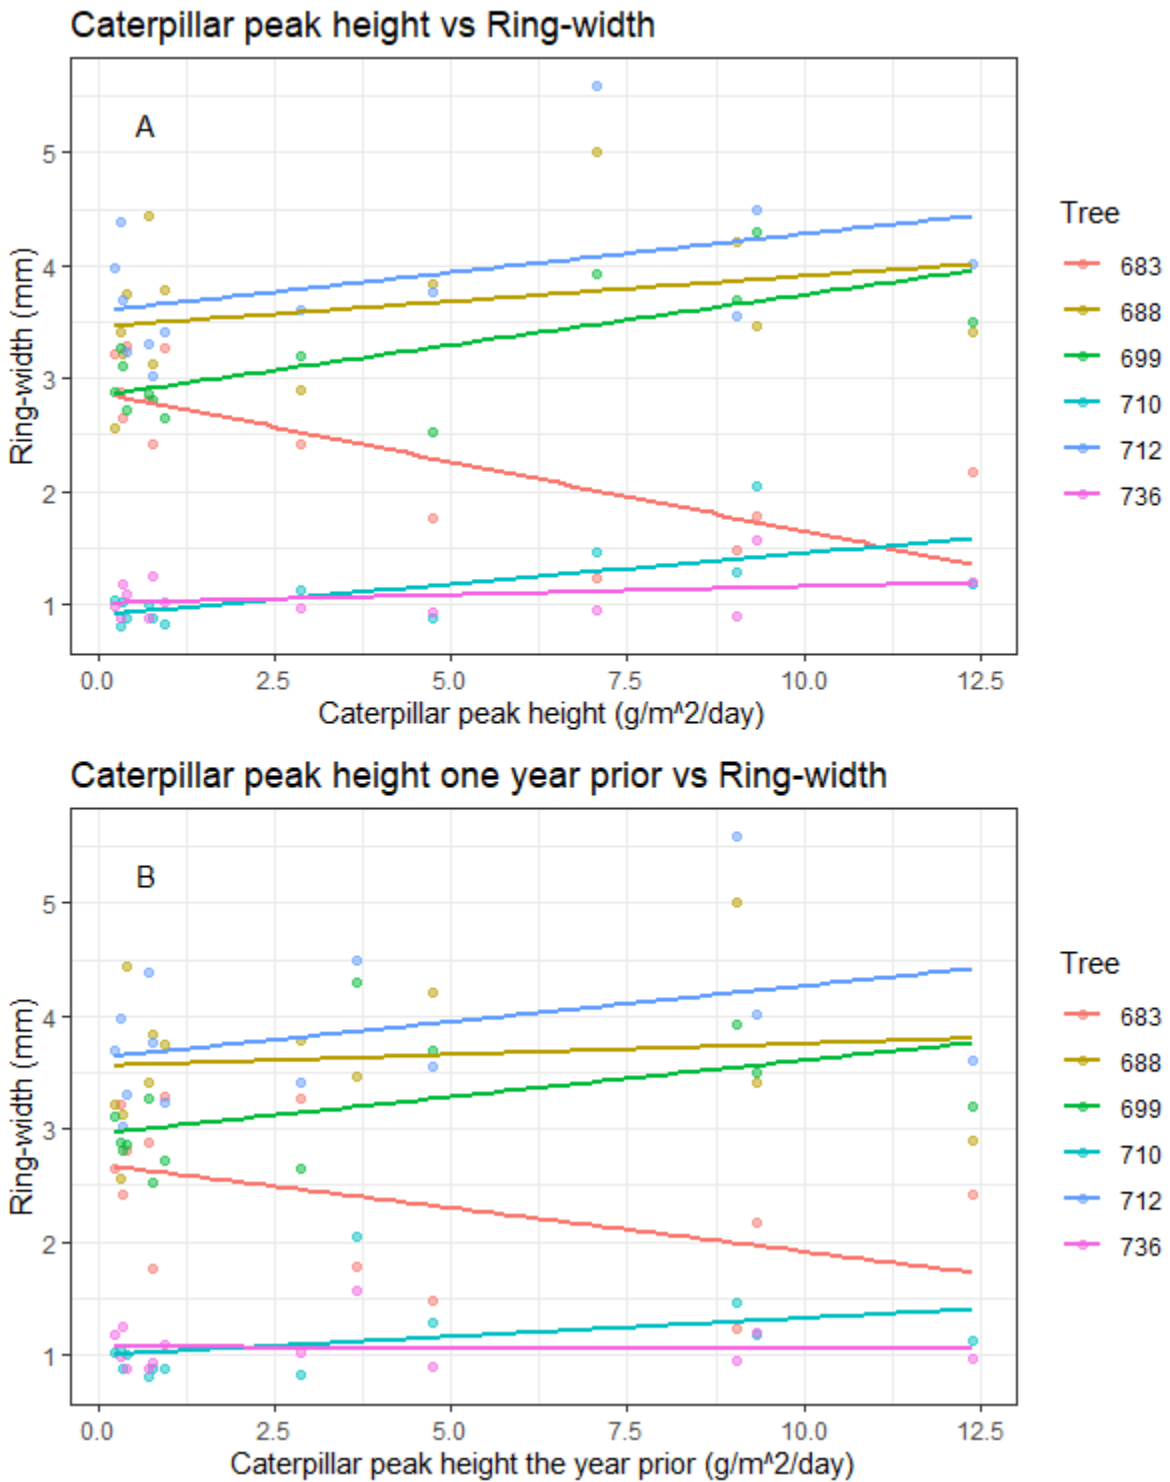 Caterpillar peak height vs Ring-width
A
5
4
3
2
1
Ring-width (mm)
0.0 2.5 5.0 7.5 10.0 12.5
Caterpillar peak height (g/m^2/day)
Tree
683
688
699
710
712
736
Caterpillar peak height one year prior vs Ring-width
B
5
4
3
2
1
Ring-width (mm)
0.0 2.5 5.0 7.5 10.0 12.5
Caterpillar peak height the year prior (g/m^2/day)
Tree
683
688
699
710
712
736